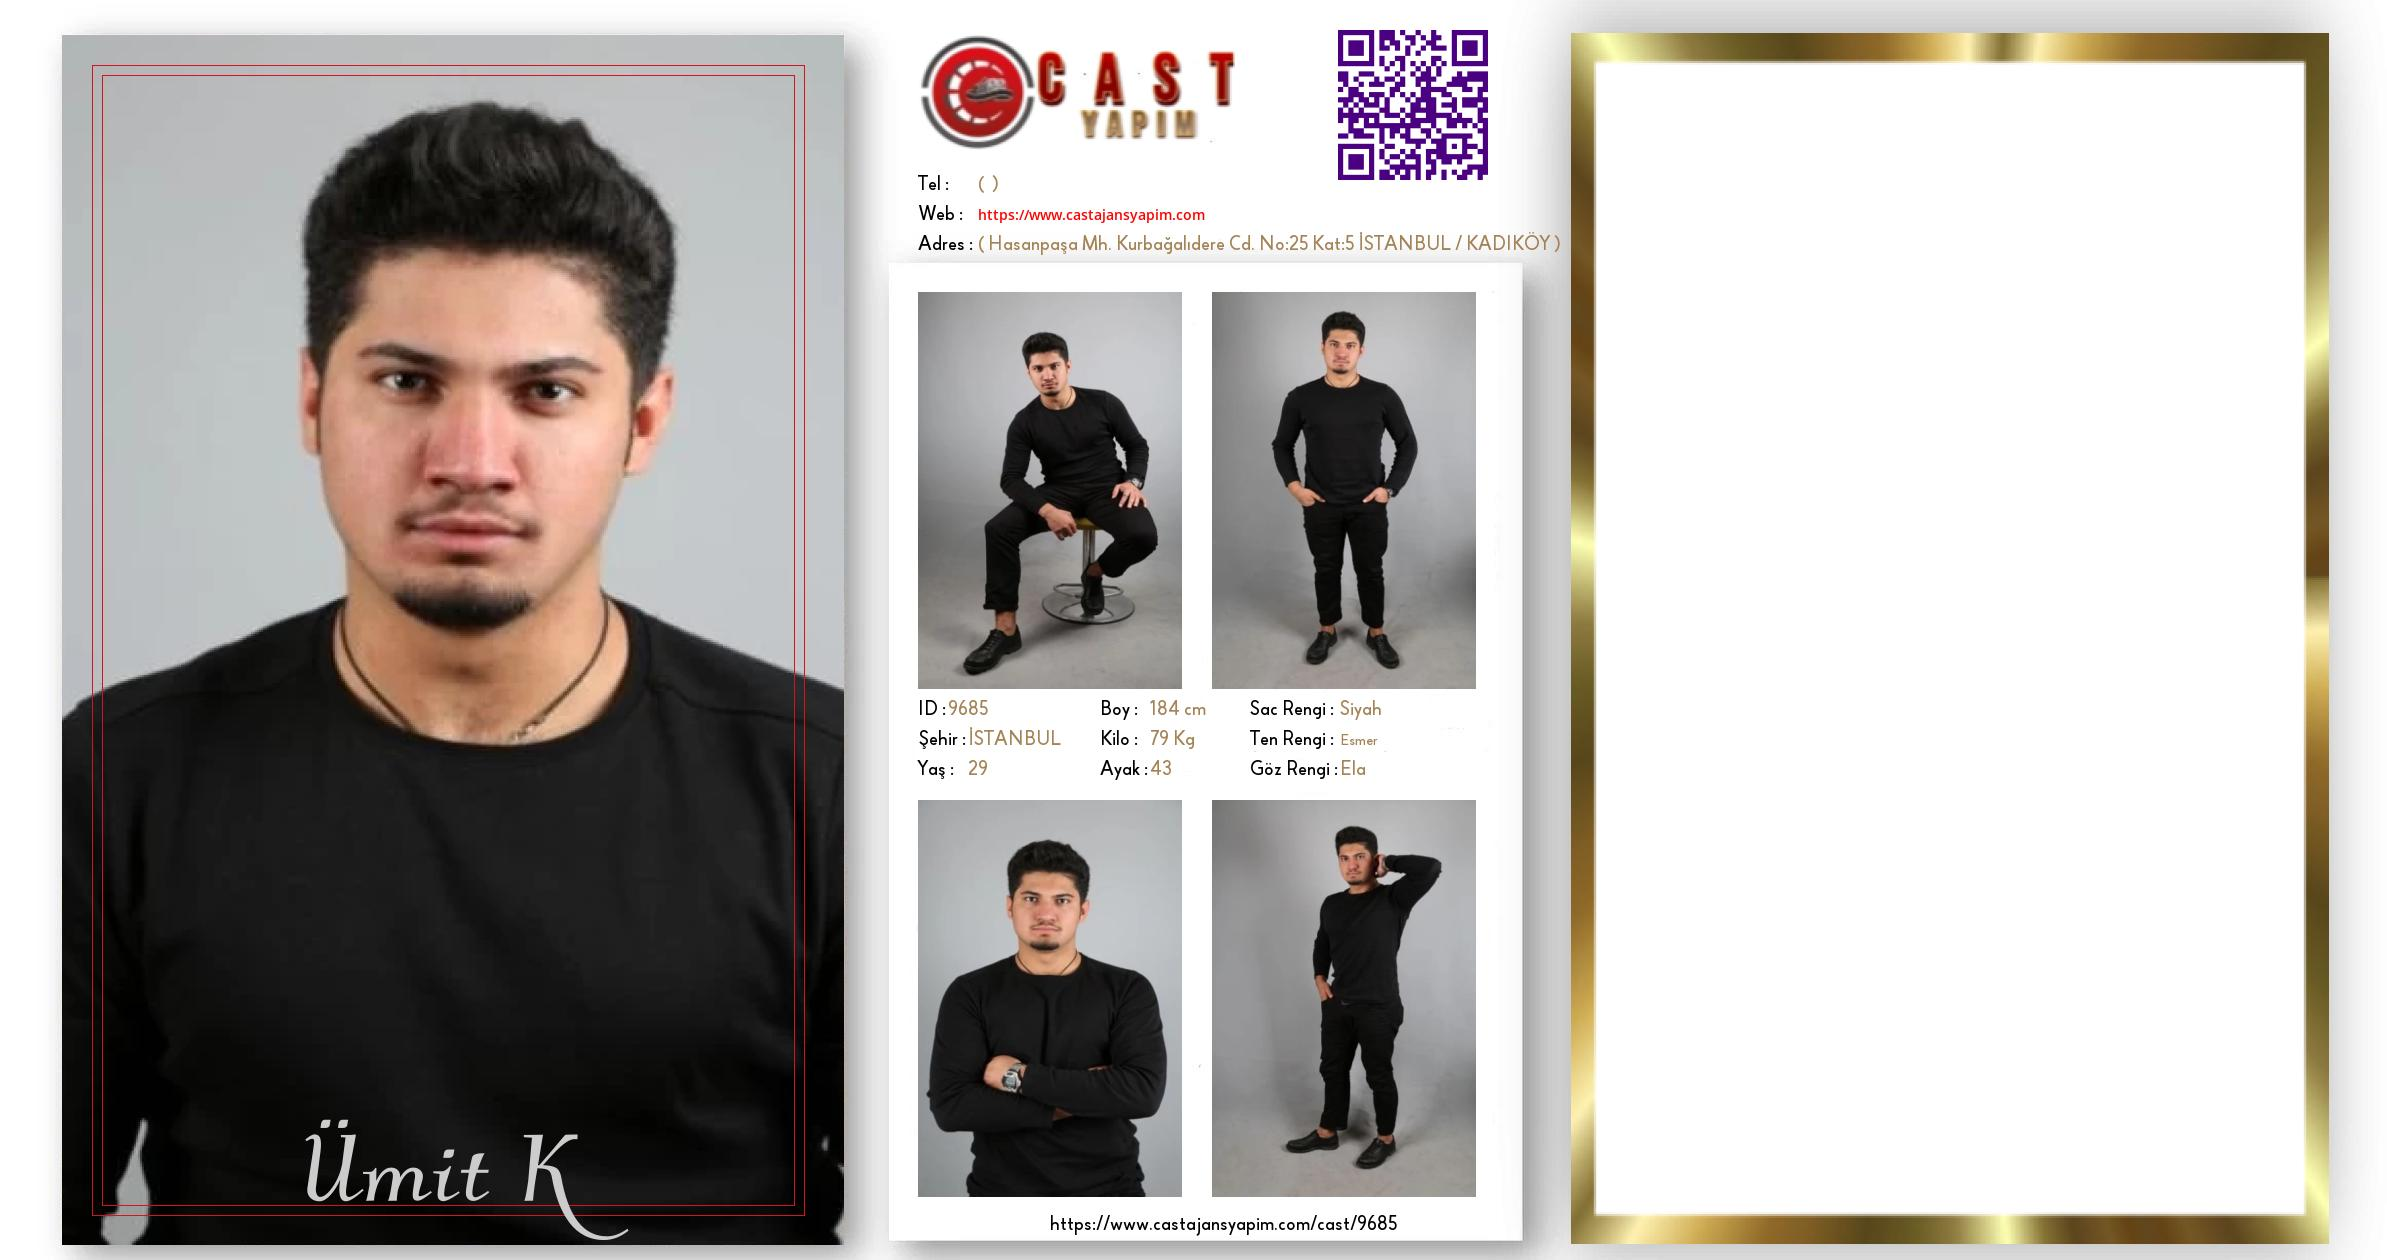 Ümit K
CAST
YAPIM
Tel : ( )
Web : https://www.castajansyapim.com
Adres : ( Hasanpaşa Mh. Kurbağalıdere Cd. No:25 Kat:5 İSTANBUL / KADIKÖY )
ID : 9685 Boy : 184 cm Sac Rengi : Siyah
Şehir : İSTANBUL Kilo : 79 Kg Ten Rengi : Esmer
Yaş : 29 Ayak : 43 Göz Rengi : Ela
https://www.castajansyapim.com/cast/9685